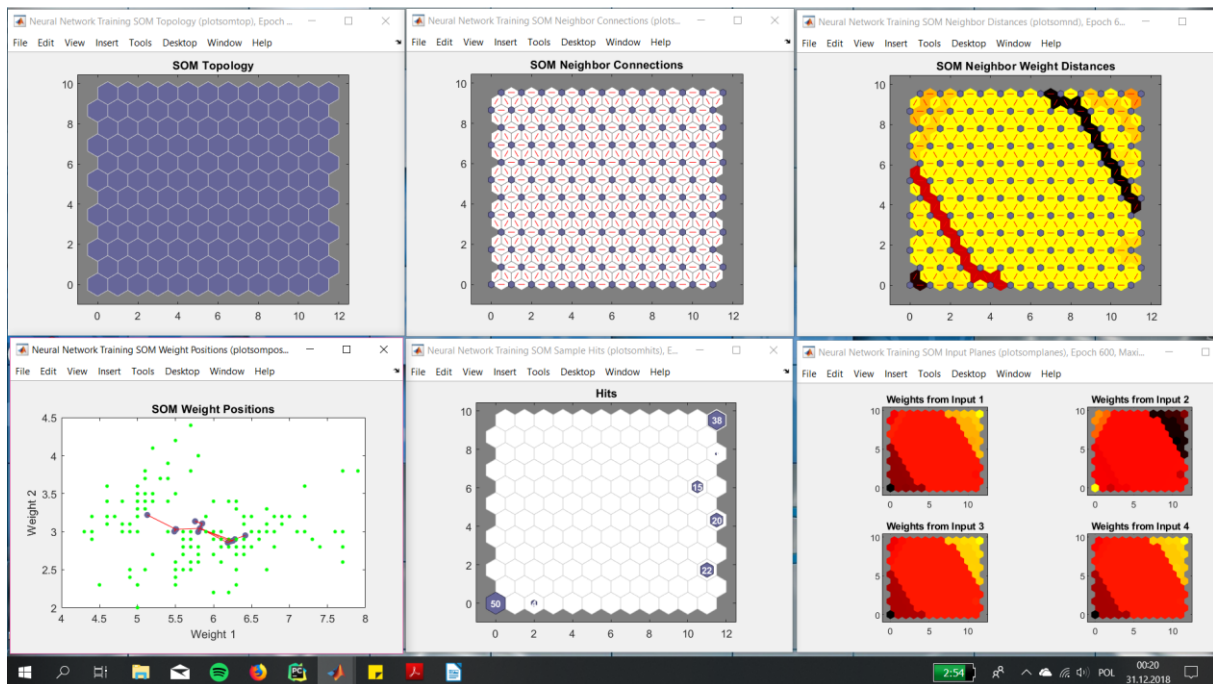 Neural Network Training SOM Topology (plotsomtop), Epoch ...
File Edit View Insert Tools Desktop Window Help
SOM Topology
10
8
6
4
2
0
0 2 4 6 8 10 12
Neural Network Training SOM Neighbor Connections (plots...
File Edit View Insert Tools Desktop Window Help
SOM Neighbor Connections
10
8
6
4
2
0
0 2 4 6 8 10 12
Neural Network Training SOM Neighbor Distances (plotsomnd), Epoch 6...
File Edit View Insert Tools Desktop Window Help
SOM Neighbor Weight Distances
10
8
6
4
2
0
0 2 4 6 8 10 12
Neural Network Training SOM Weight Positions (plotsompos...
File Edit View Insert Tools Desktop Window Help
SOM Weight Positions
4.5
4
3.5
3
2.5
2
Weight 2
4 4.5 5 5.5 6 6.5 7 7.5 8
Weight 1
Neural Network Training SOM Sample Hits (plotsomhits), E...
File Edit View Insert Tools Desktop Window Help
Hits
10
8
6
4
2
0
38
15
20
22
50
0 2 4 6 8 10 12
Neural Network Training SOM Input Planes (plotsomplanes), Epoch 600, Maxi...
File Edit View Insert Tools Desktop Window Help
Weights from Input 1
10
5
0
0 5 10
Weights from Input 2
10
5
0
0 5 10
Weights from Input 3
10
5
0
0 5 10
Weights from Input 4
10
5
0
0 5 10
PC
2:54
POL
00:20
31.12.2018